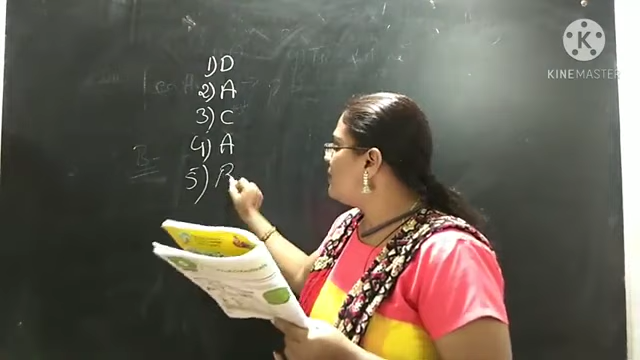 1) D
2) A
3) C
4) A
5) B
KINEMASTER